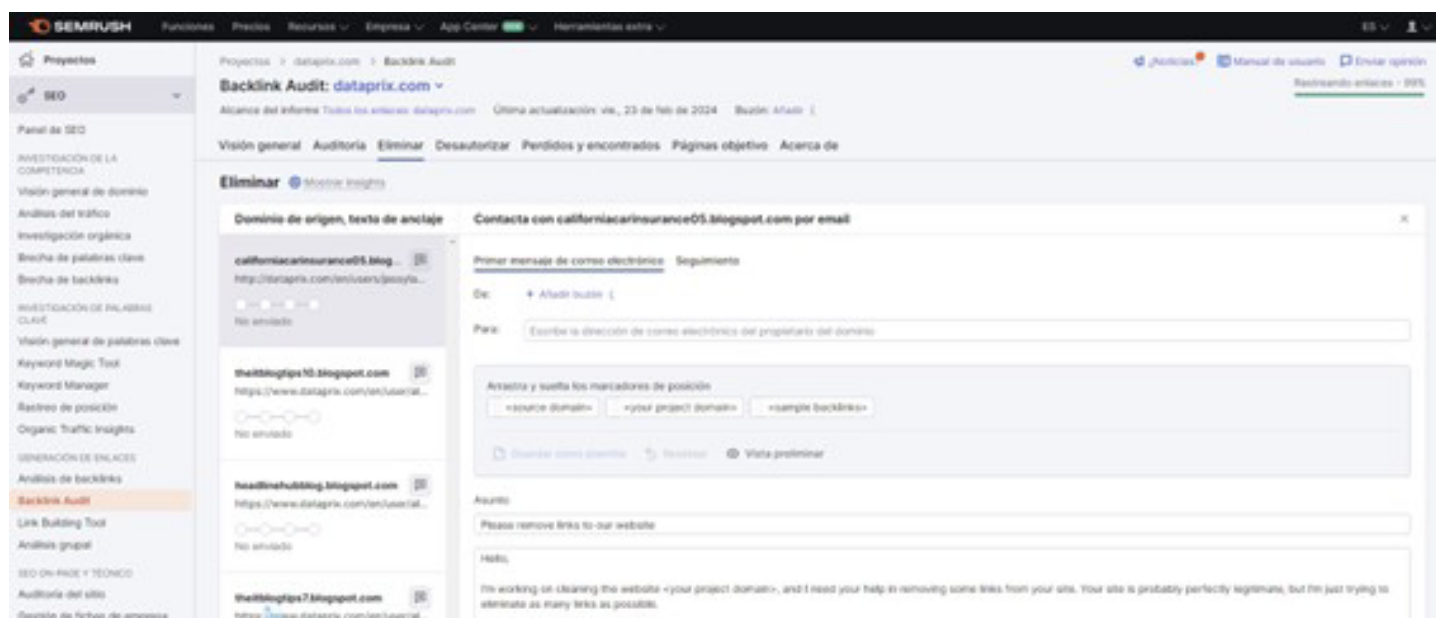 SEMRUSH Funciones Precios Recursos Empresa App Center Herramientas extra ES
Proyectos
SEO
Panel de SEO
INVESTIGACIÓN DE LA COMPETENCIA
Visión general de dominio
Análisis del tráfico
Investigación orgánica
Brecha de palabras clave
Brecha de backlinks
INVESTIGACIÓN DE PALABRAS CLAVE
Visión general de palabras clave
Keyword Magic Tool
Keyword Manager
Rastreo de posición
Organic Traffic Insights
GENERACIÓN DE ENLACES
Análisis de backlinks
Backlink Audit
Link Building Tool
Análisis grupal
SEO ON-PAGE Y TÉCNICO
Auditoría del sitio
Gestión de fichas de empresa
Proyectos > dataprix.com > Backlink Audit
¡Noticias! Manual de usuario Enviar opinión
Backlink Audit: dataprix.com
Rastreando enlaces - 99%
Alcance del informe Todos los enlaces: dataprix.com Última actualización: vie., 23 de feb de 2024 Buzón: Añadir
Visión general Auditoría Eliminar Desautorizar Perdidos y encontrados Páginas objetivo Acerca de
Eliminar Mostrar insights
Dominio de origen, texto de anclaje
californiacarinsurance05.blog...
No enviado
theitblogtips10.blogspot.com
https://www.dataprix.com/en/user/al...
No enviado
headlinehubblog.blogspot.com
https://www.dataprix.com/en/user/al...
No enviado
theitblogtips7.blogspot.com
Contacta con californiacarinsurance05.blogspot.com por email
Primer mensaje de correo electrónico Seguimiento
De: + Añadir buzón
Para: Escribe la dirección de correo electrónico del propietario del dominio
Arrastra y suelta los marcadores de posición
<source domain> <your project domain> <sample backlinks>
Guardar como plantilla Restaurar Vista preliminar
Asunto:
Please remove links to our website
Hello,
I'm working on cleaning the website <your project domain>, and I need your help in removing some links from your site. Your site is probably perfectly legitimate, but I'm just trying to
eliminate as many links as possible.